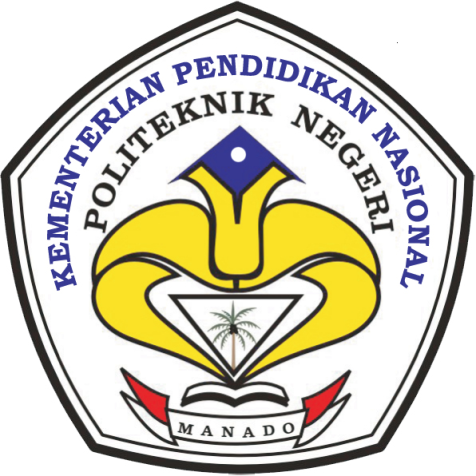 KEMENTERIAN PENDIDIKAN NASIONAL
POLITEKNIK NEGERI
MANADO